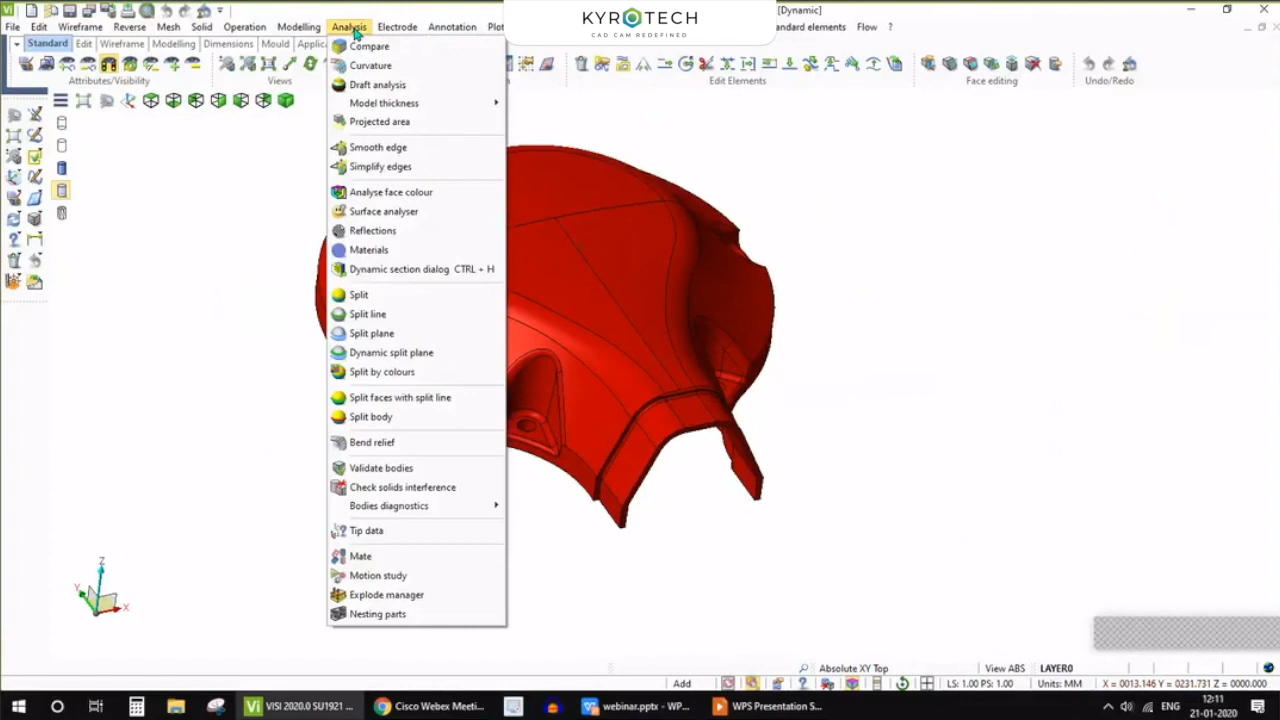 KYROTECH
CAD CAM REDEFINED
[Dynamic]
File Edit Wireframe Reverse Mesh Solid Operation Modelling Analysis Electrode Annotation Plot andard elements Flow ?
Standard Edit Wireframe Modelling Dimensions Mould Applic
Attributes/Visibility Views Edit Elements Face editing Undo/Redo
Compare
Curvature
Draft analysis
Model thickness
Projected area
Smooth edge
Simplify edges
Analyse face colour
Surface analyser
Reflections
Materials
Dynamic section dialog CTRL + H
Split
Split line
Split plane
Dynamic split plane
Split by colours
Split faces with split line
Split body
Bend relief
Validate bodies
Check solids interference
Bodies diagnostics
Tip data
Mate
Motion study
Explode manager
Nesting parts
Z
Y
X
Absolute XY Top View ABS LAYER0
Add LS: 1.00 PS: 1.00 Units: MM X = 0013.146 Y = 0231.731 Z = 0000.000
VISI 2020.0 SU1921 ... Cisco Webex Meeti... webinar.pptx - WP... WPS Presentation S... ENG 12:11
21-01-2020